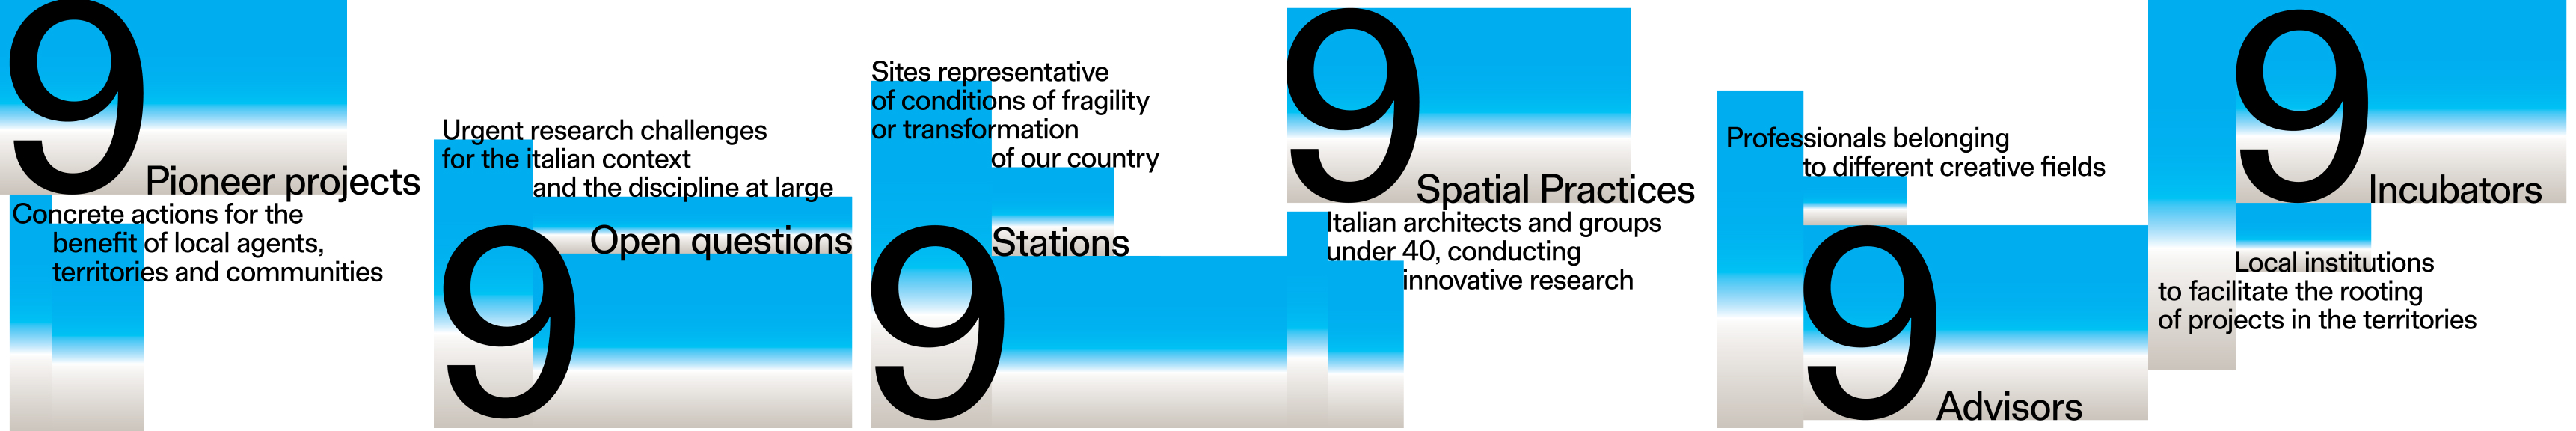 9
Pioneer projects
Concrete actions for the
benefit of local agents,
territories and communities
Urgent research challenges
for the italian context
and the discipline at large
9
Open questions
Sites representative
of conditions of fragility
or transformation
of our country
9
Stations
9
Spatial Practices
Italian architects and groups
under 40, conducting
innovative research
Professionals belonging
to different creative fields
9
Advisors
9
Incubators
Local institutions
to facilitate the rooting
of projects in the territories